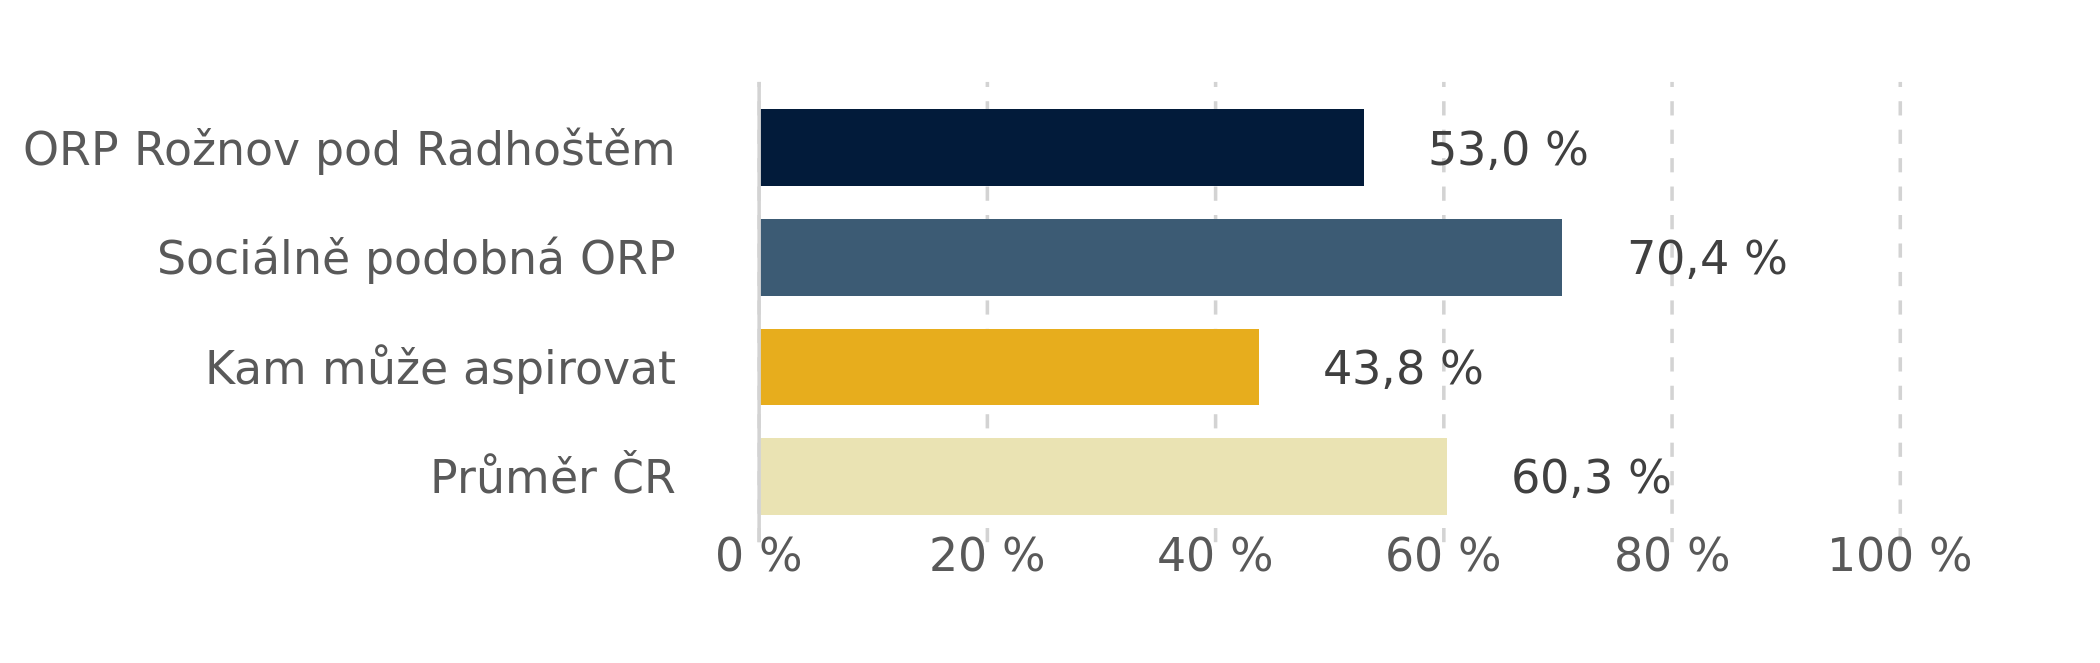 ORP Rožnov pod Radhoštěm 53,0 %
Sociálně podobná ORP 70,4 %
Kam může aspirovat 43,8 %
Průměr ČR 60,3 %
0 % 20 % 40 % 60 % 80 % 100 %